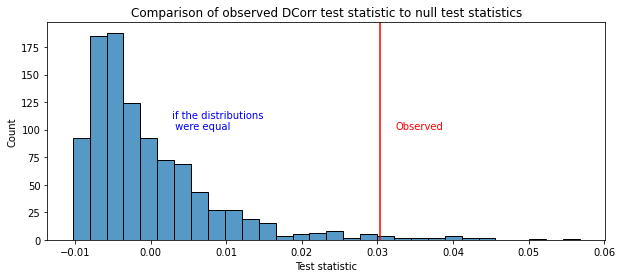 Comparison of observed DCorr test statistic to null test statistics
Count
175
150
125
100
75
50
25
0
if the distributions
were equal
Observed
−0.01
0.00
0.01
0.02
0.03
0.04
0.05
0.06
Test statistic